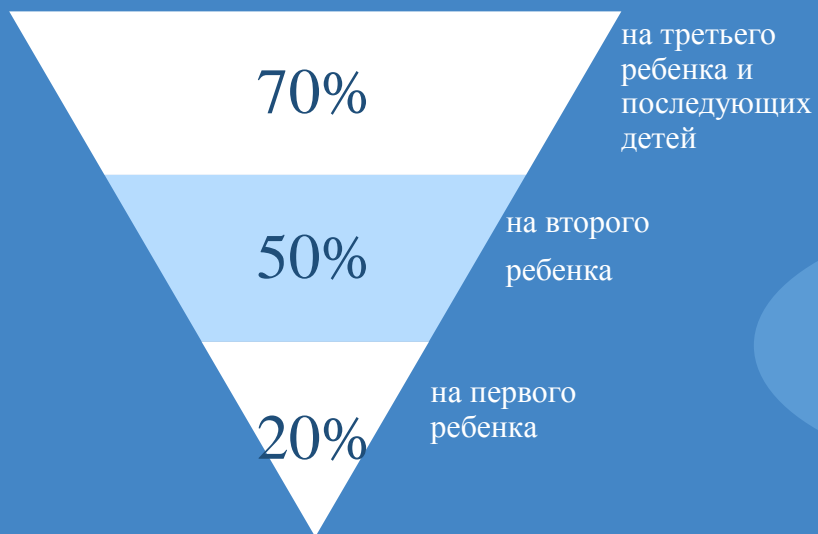 70%
на третьего
ребенка и
последующих
детей
50%
на второго
ребенка
20%
на первого
ребенка